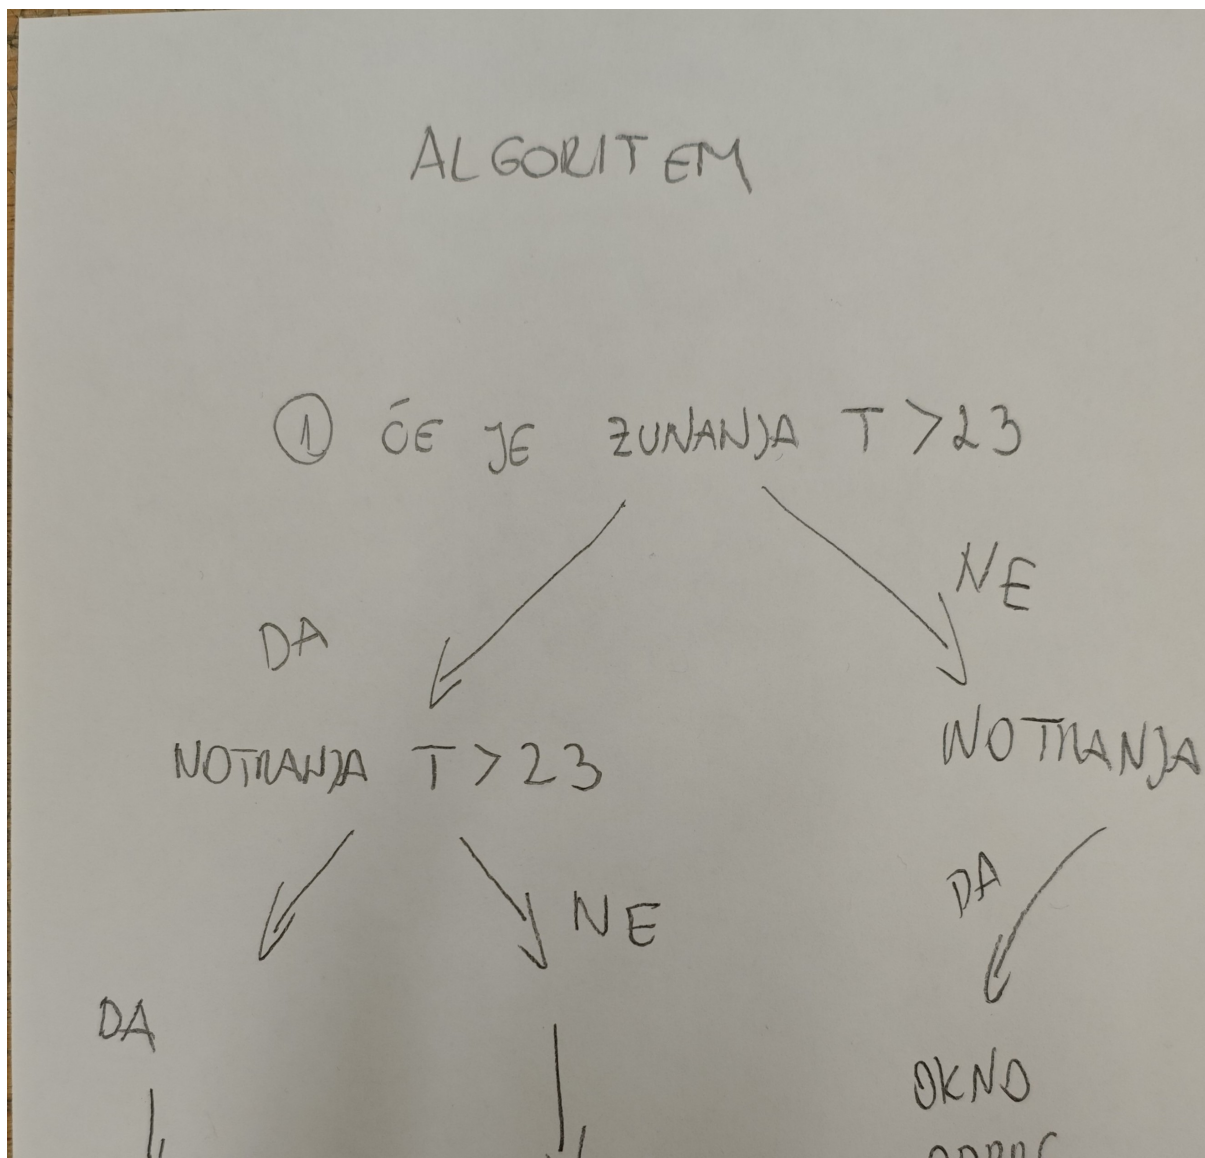 ALGORITEM
1 ČE JE ZUNANJA T > 23
NE
DA
NOTRANJA T > 23
NOTRANJA
DA
NE
DA
OKNO